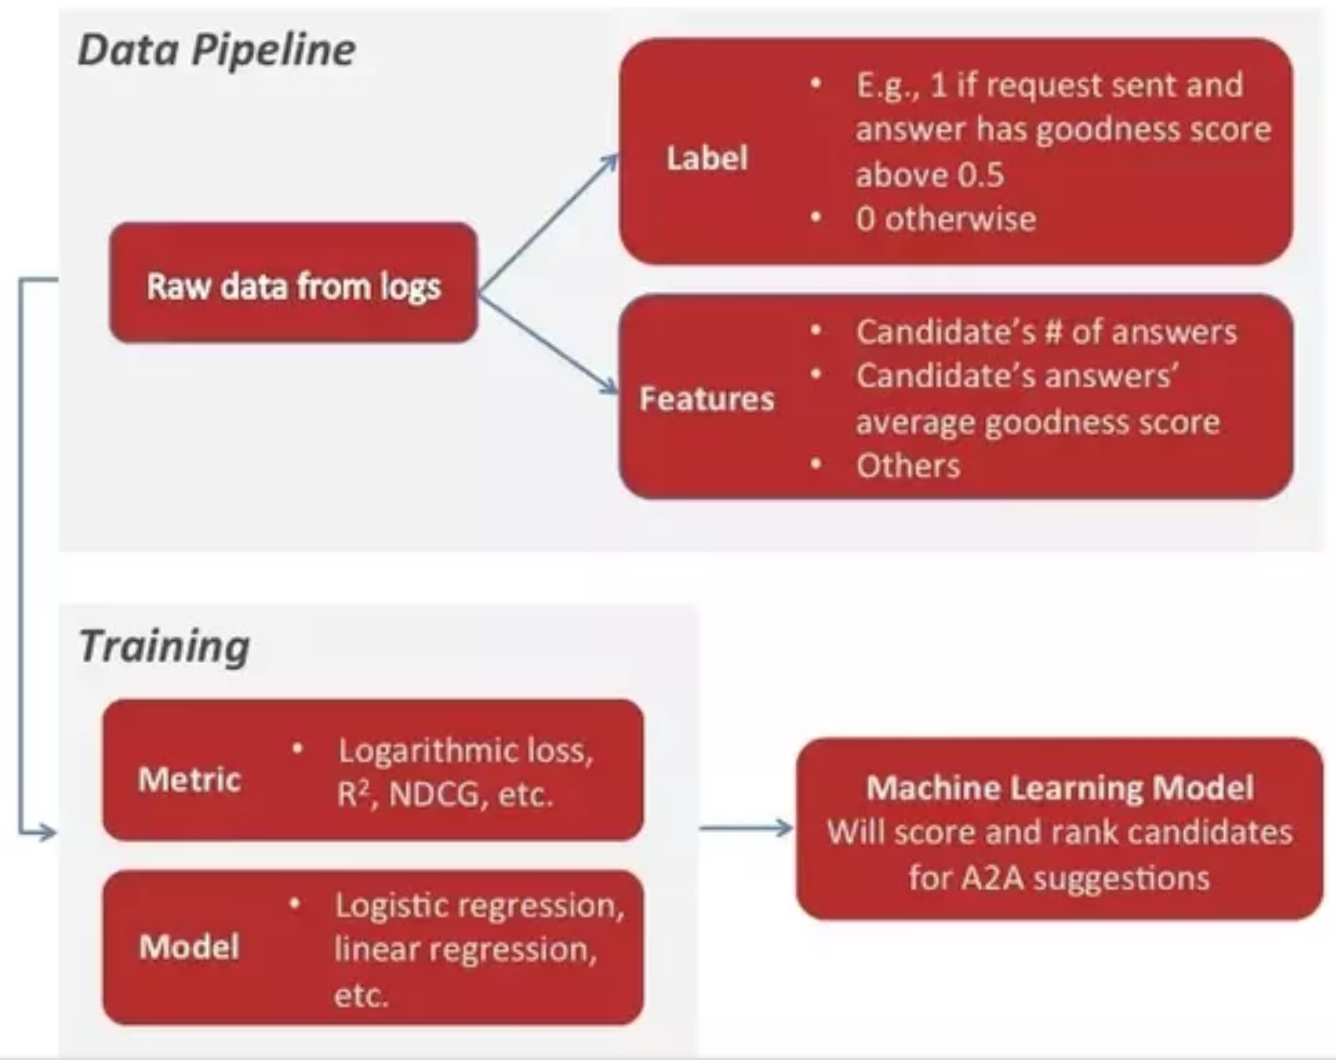 Data Pipeline
Raw data from logs
Label
• E.g., 1 if request sent and
answer has goodness score
above 0.5
• 0 otherwise
Features
• Candidate’s # of answers
• Candidate’s answers’
average goodness score
• Others
Training
Metric
• Logarithmic loss,
R², NDCG, etc.
Model
• Logistic regression,
linear regression,
etc.
Machine Learning Model
Will score and rank candidates
for A2A suggestions